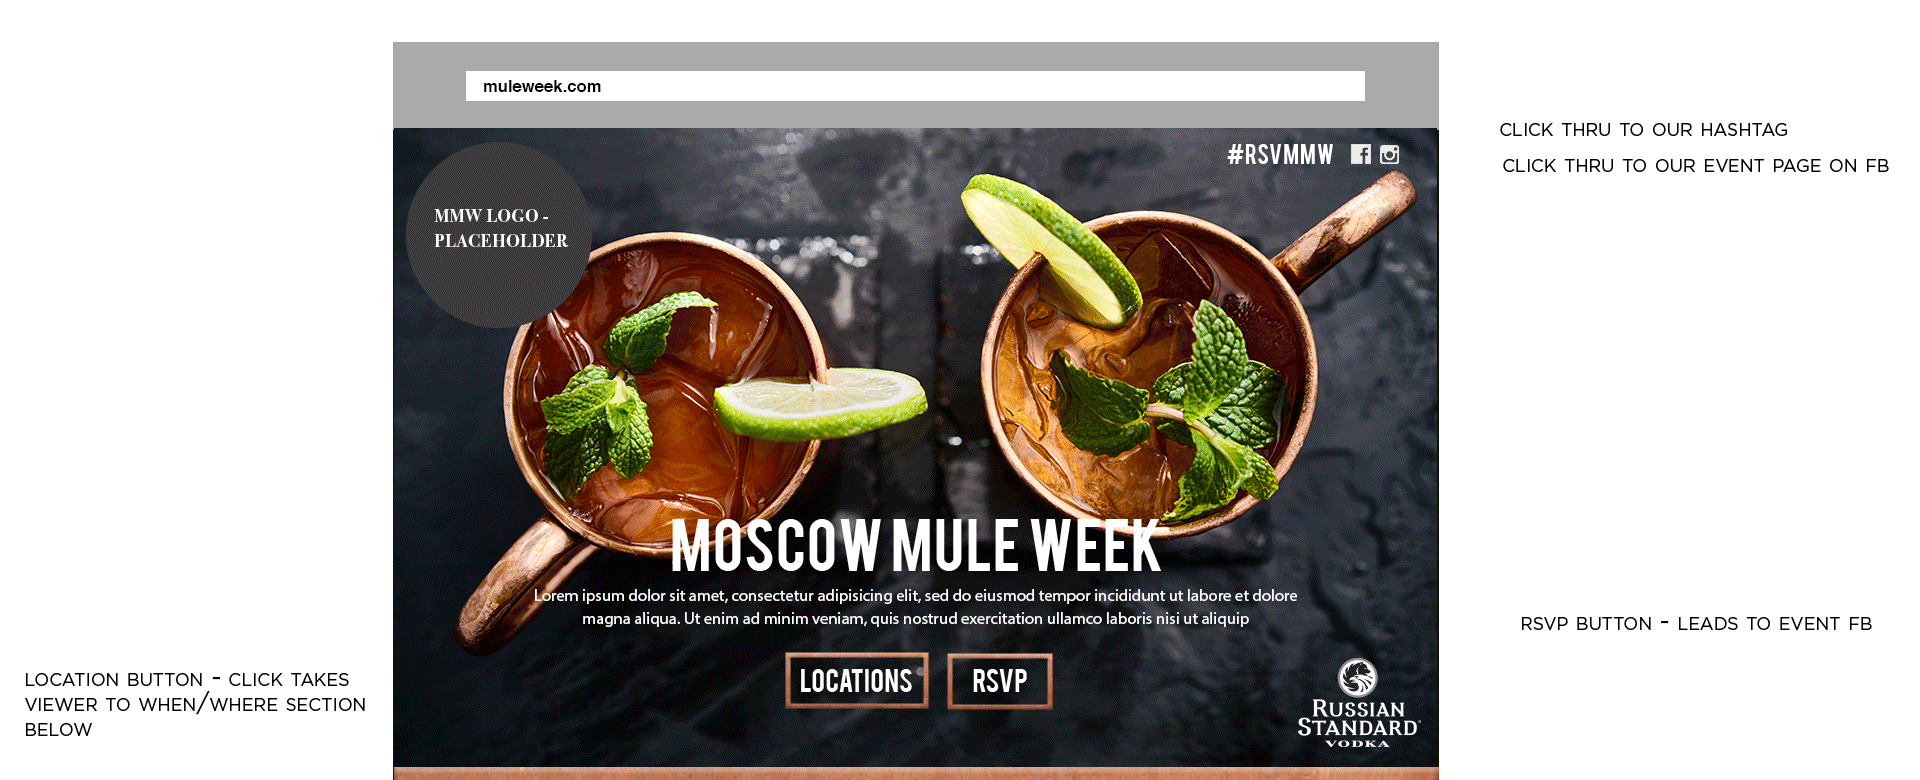 muleweek.com
CLICK THRU TO OUR HASHTAG
#RSVMMW
CLICK THRU TO OUR EVENT PAGE ON FB
MMW LOGO -
PLACEHOLDER
MOSCOW MULE WEEK
Lorem ipsum dolor sit amet, consectetur adipisicing elit, sed do eiusmod tempor incididunt ut labore et dolore
magna aliqua. Ut enim ad minim veniam, quis nostrud exercitation ullamco laboris nisi ut aliquip
RSVP BUTTON - LEADS TO EVENT FB
LOCATION BUTTON - CLICK TAKES
VIEWER TO WHEN/WHERE SECTION
BELOW
LOCATIONS
RSVP
RUSSIAN
STANDARD
VODKA